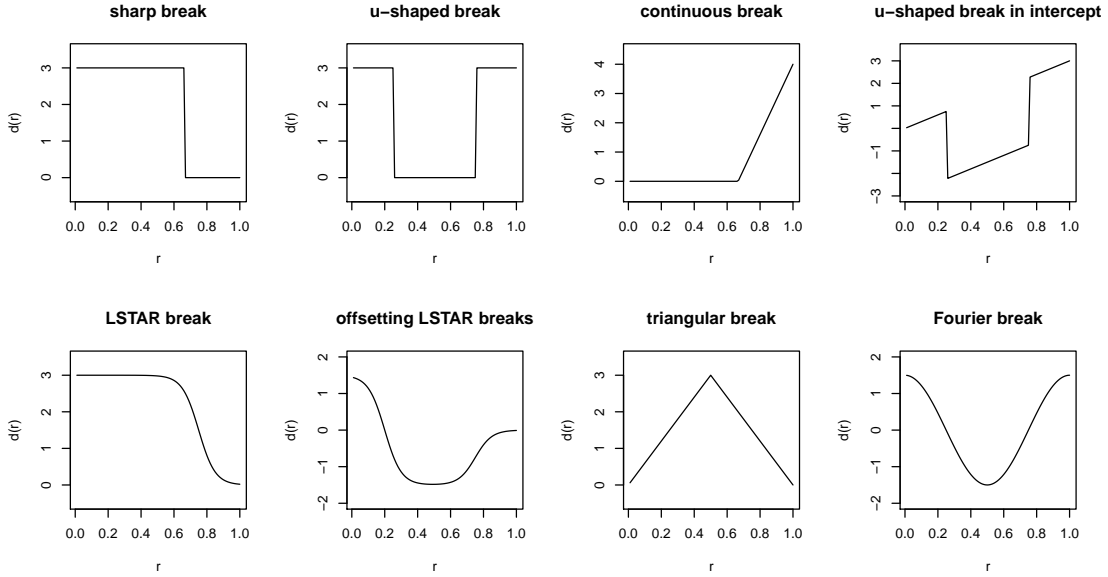 sharp break
u−shaped break
continuous break
u−shaped break in intercept
d(r)
3
2
1
0
0.0 0.2 0.4 0.6 0.8 1.0
r
d(r)
3
2
1
0
0.0 0.2 0.4 0.6 0.8 1.0
r
d(r)
4
3
2
1
0
0.0 0.2 0.4 0.6 0.8 1.0
r
d(r)
3
2
1
−1
−3
0.0 0.2 0.4 0.6 0.8 1.0
r
LSTAR break
offsetting LSTAR breaks
triangular break
Fourier break
d(r)
3
2
1
0
0.0 0.2 0.4 0.6 0.8 1.0
r
d(r)
2
1
0
−1
−2
0.0 0.2 0.4 0.6 0.8 1.0
r
d(r)
3
2
1
0
0.0 0.2 0.4 0.6 0.8 1.0
r
d(r)
2
1
0
−1
−2
0.0 0.2 0.4 0.6 0.8 1.0
r